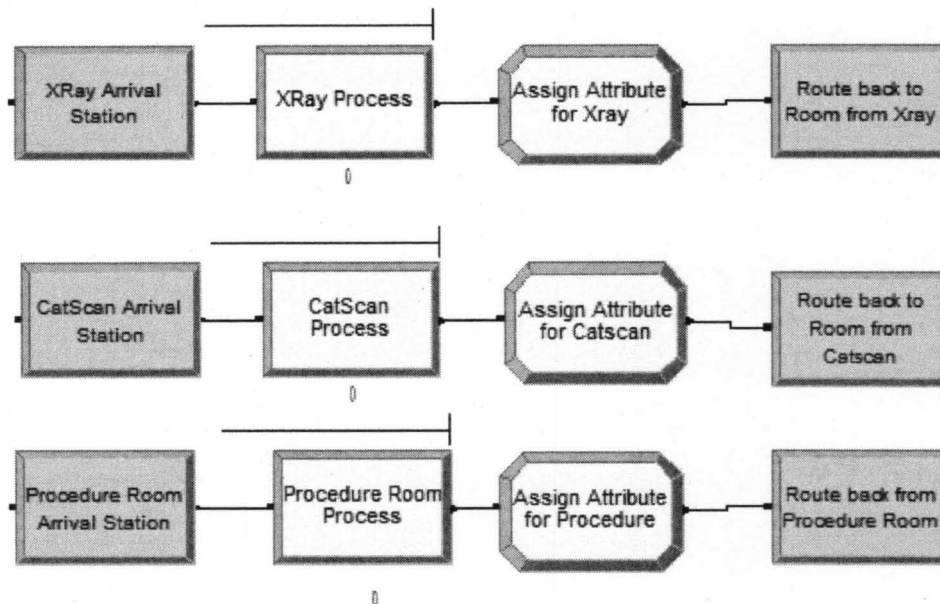 XRay Arrival
Station
XRay Process
Assign Attribute
for Xray
Route back to
Room from Xray
0
CatScan Arrival
Station
CatScan
Process
Assign Attribute
for Catscan
Route back to
Room from
Catscan
0
Procedure Room
Arrival Station
Procedure Room
Process
Assign Attribute
for Procedure
Route back from
Procedure Room
0